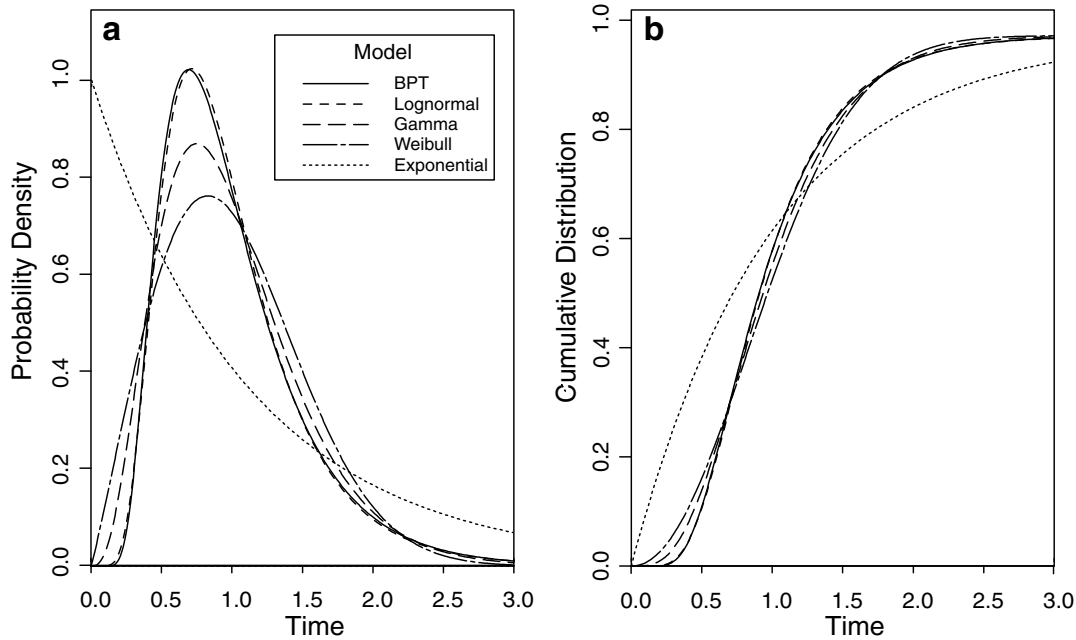 a
Model
BPT
Lognormal
Gamma
Weibull
Exponential
Probability Density
0.0
0.2
0.4
0.6
0.8
1.0
0.0 0.5 1.0 1.5 2.0 2.5 3.0
Time
b
Cumulative Distribution
0.0
0.2
0.4
0.6
0.8
1.0
0.0 0.5 1.0 1.5 2.0 2.5 3.0
Time